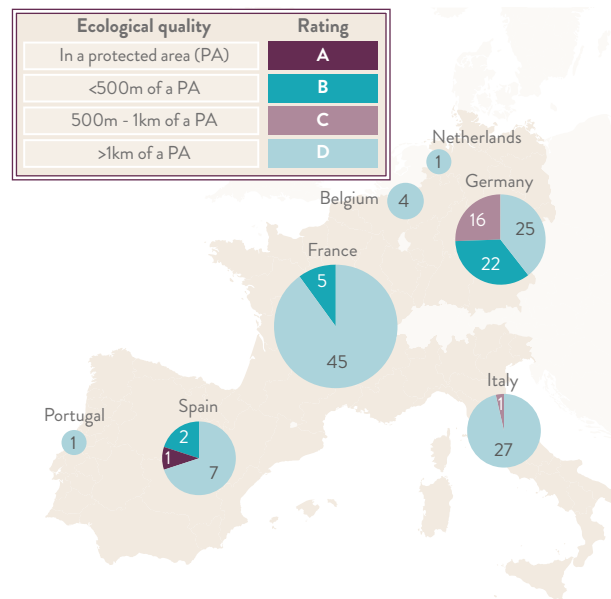 Ecological quality Rating
In a protected area (PA) A
<500m of a PA B
500m - 1km of a PA C
>1km of a PA D
Netherlands
1
Belgium
4
Germany
16
25
22
France
5
45
Italy
1
27
Spain
2
1
7
Portugal
1